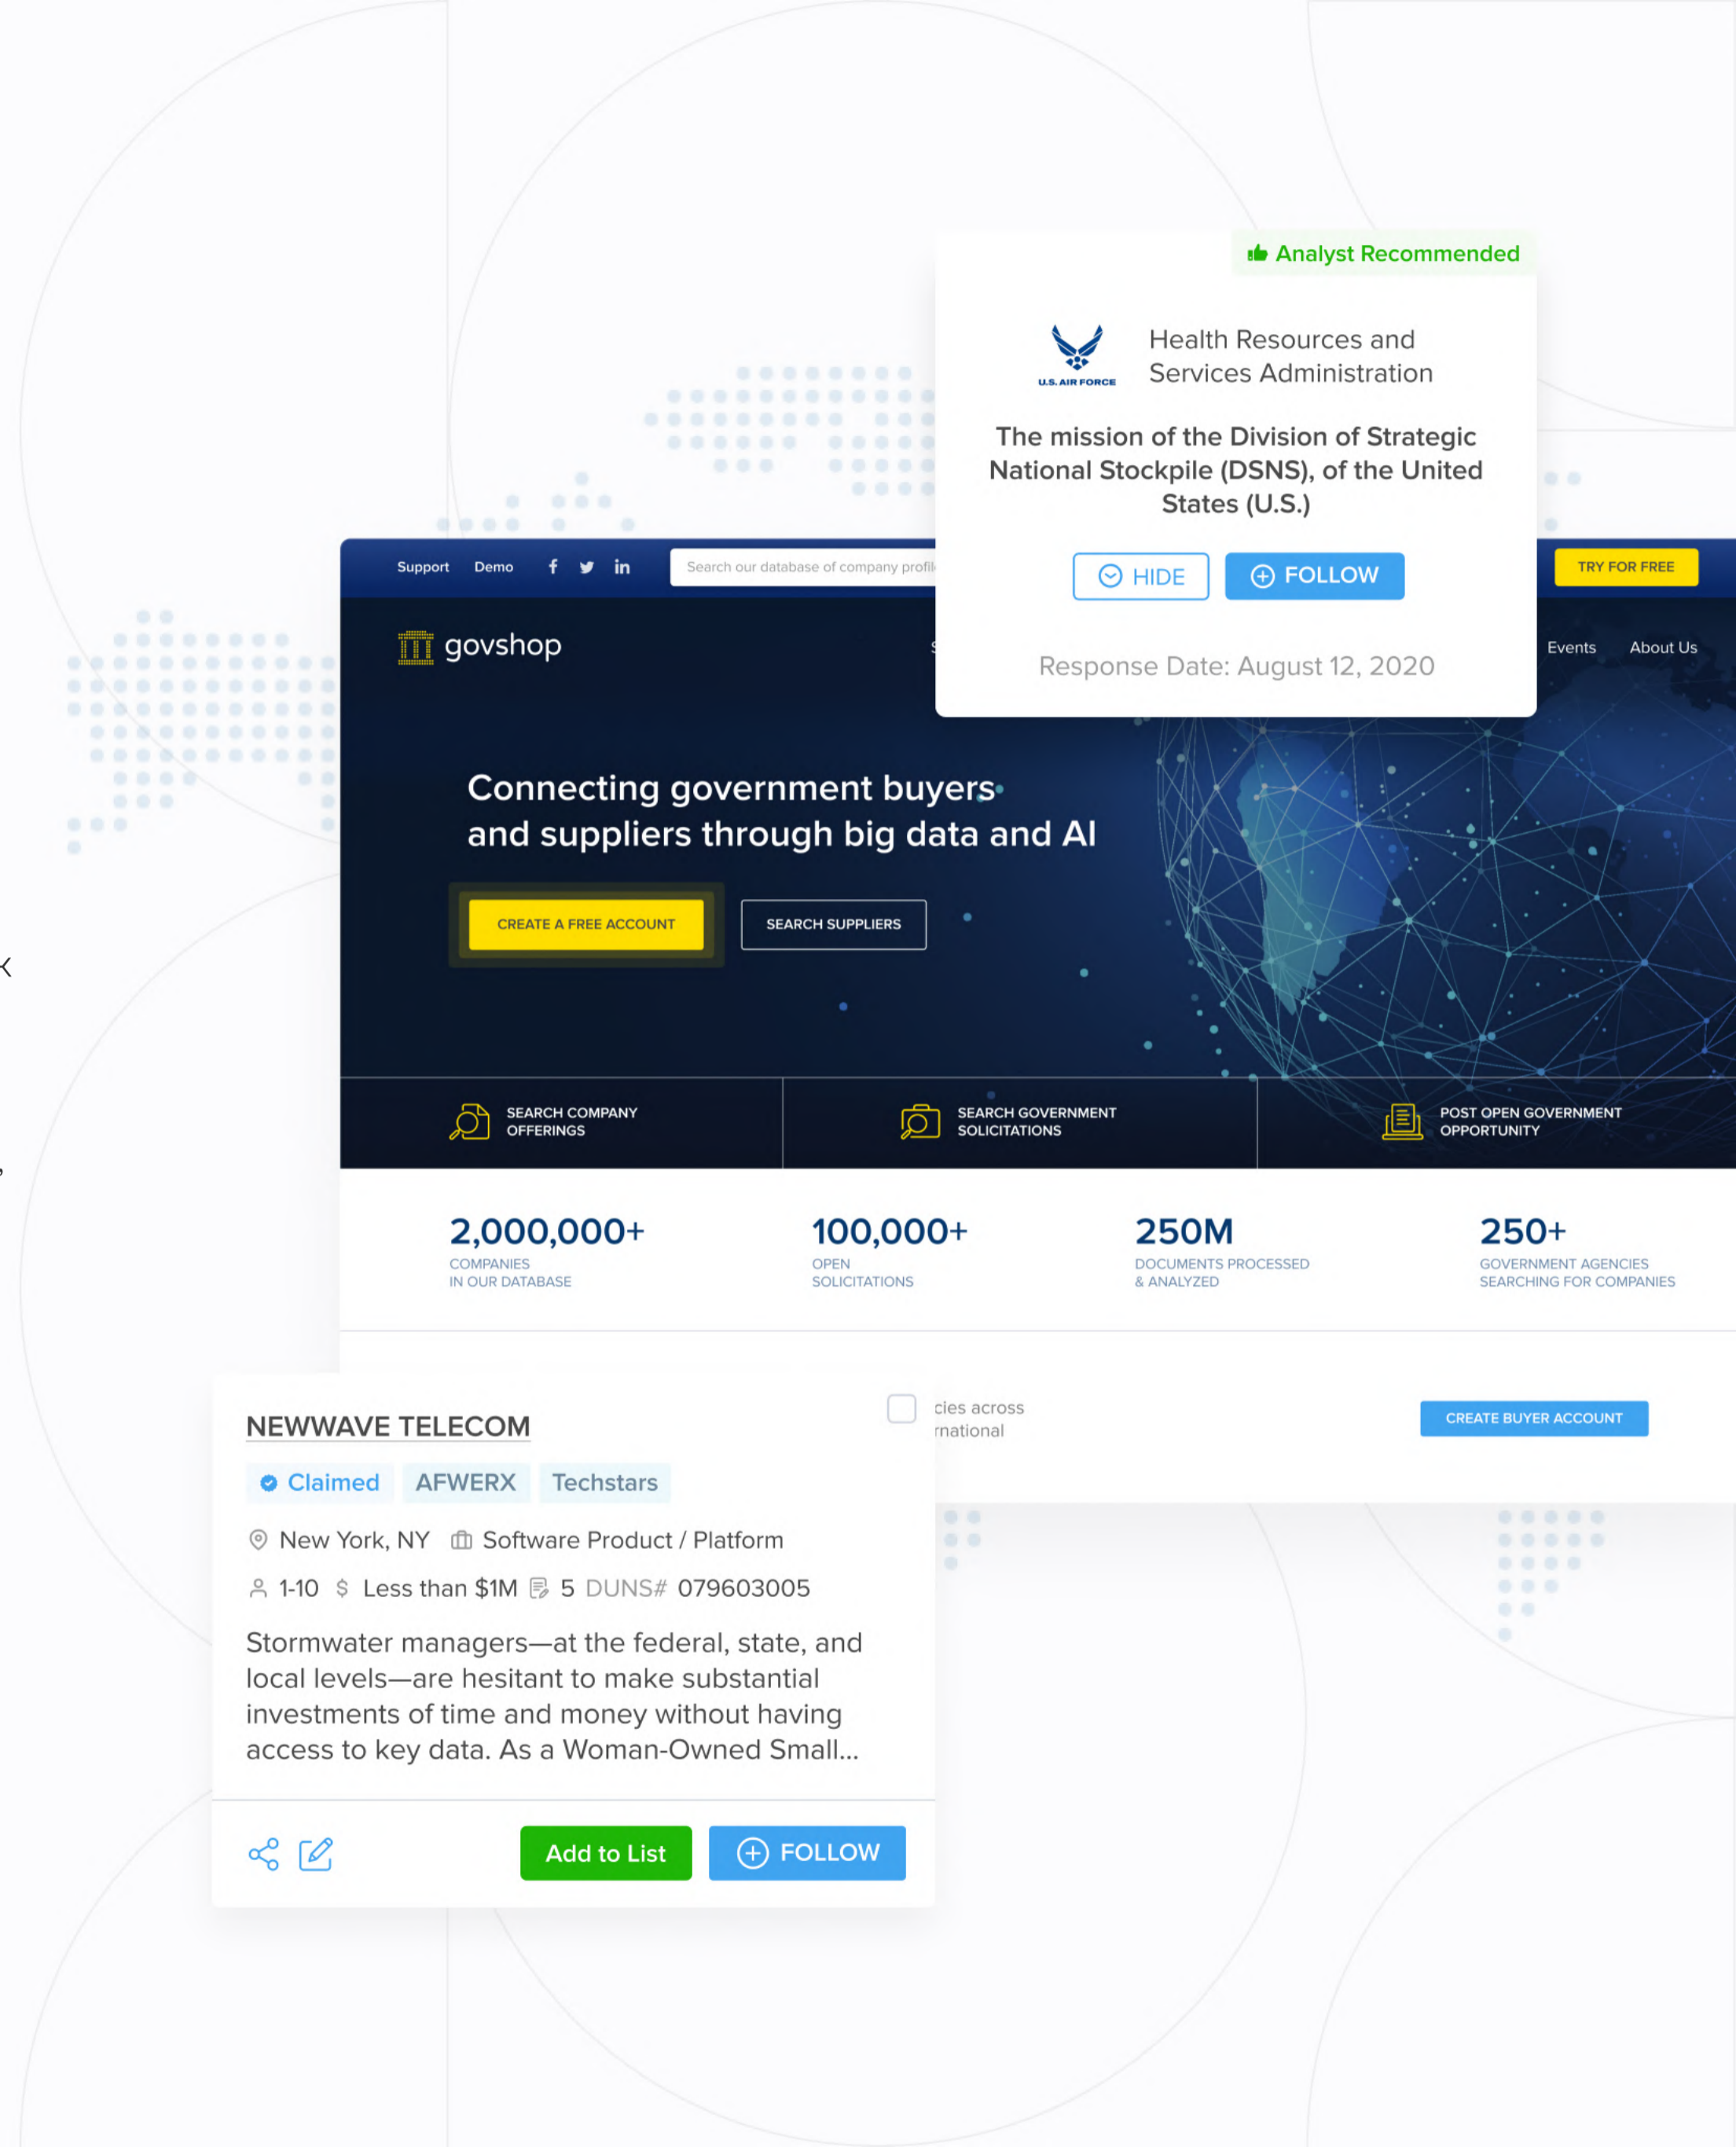 Analyst Recommended
U.S. AIR FORCE
Health Resources and
Services Administration
The mission of the Division of Strategic
National Stockpile (DSNS), of the United
States (U.S.)
HIDE
FOLLOW
Response Date: August 12, 2020
Support
Demo
Search our database of company
TRY FOR FREE
govshop
Events
About Us
Connecting government buyers
and suppliers through big data and AI
CREATE A FREE ACCOUNT
SEARCH SUPPLIERS
SEARCH COMPANY
OFFERINGS
SEARCH GOVERNMENT
SOLICITATIONS
POST OPEN GOVERNMENT
OPPORTUNITY
2,000,000+
COMPANIES
IN OUR DATABASE
100,000+
OPEN
SOLICITATIONS
250M
DOCUMENTS PROCESSED
& ANALYZED
250+
GOVERNMENT AGENCIES
SEARCHING FOR COMPANIES
across
CREATE BUYER ACCOUNT
NEWWAVE TELECOM
Claimed
AFWERX
Techstars
New York, NY
Software Product / Platform
1-10 $ Less than $1M 5 DUNS# 079603005
Stormwater managers—at the federal, state, and
local levels—are hesitant to make substantial
investments of time and money without having
access to key data. As a Woman-Owned Small...
Add to List
FOLLOW